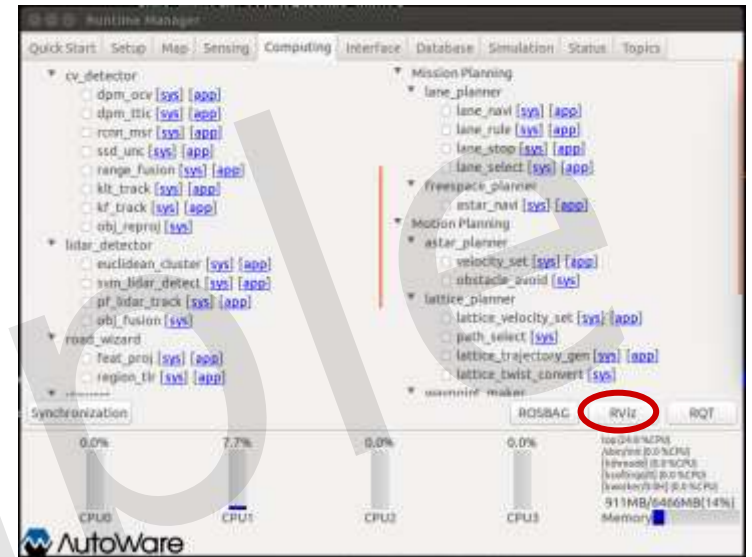 Runtime Manager
Quick Start Setup Map Sensing Computing Interface Database Simulation Status Topics
cv_detector
dpm_ocv [sys] [app]
dpm_ttic [sys] [app]
rcnn_msr [sys] [app]
ssd_unc [sys] [app]
range_fusion [sys] [app]
klt_track [sys] [app]
kf_track [sys] [app]
obj_reproj [sys]
lidar_detector
euclidean_cluster [sys] [app]
svm_lidar_detect [sys] [app]
pf_lidar_track [sys] [app]
obj_fusion [sys]
road_wizard
feat_proj [sys] [app]
region_tlr [sys] [app]
Mission Planning
lane_planner
lane_navi [sys] [app]
lane_rule [sys] [app]
lane_stop [sys] [app]
lane_select [sys] [app]
freespace_planner
astar_navi [sys] [app]
Motion Planning
astar_planner
velocity_set [sys] [app]
obstacle_avoid [sys]
lattice_planner
lattice_velocity_set [sys] [app]
path_select [sys]
lattice_trajectory_gen [sys] [app]
lattice_twist_convert [sys]
waypoint_maker
Synchronization ROSBAG RViz RQT
0.0% 7.7% 0.0% 0.0%
CPU0 CPU1 CPU2 CPU3
911MB/6466MB(14%)
Memory
AutoWare